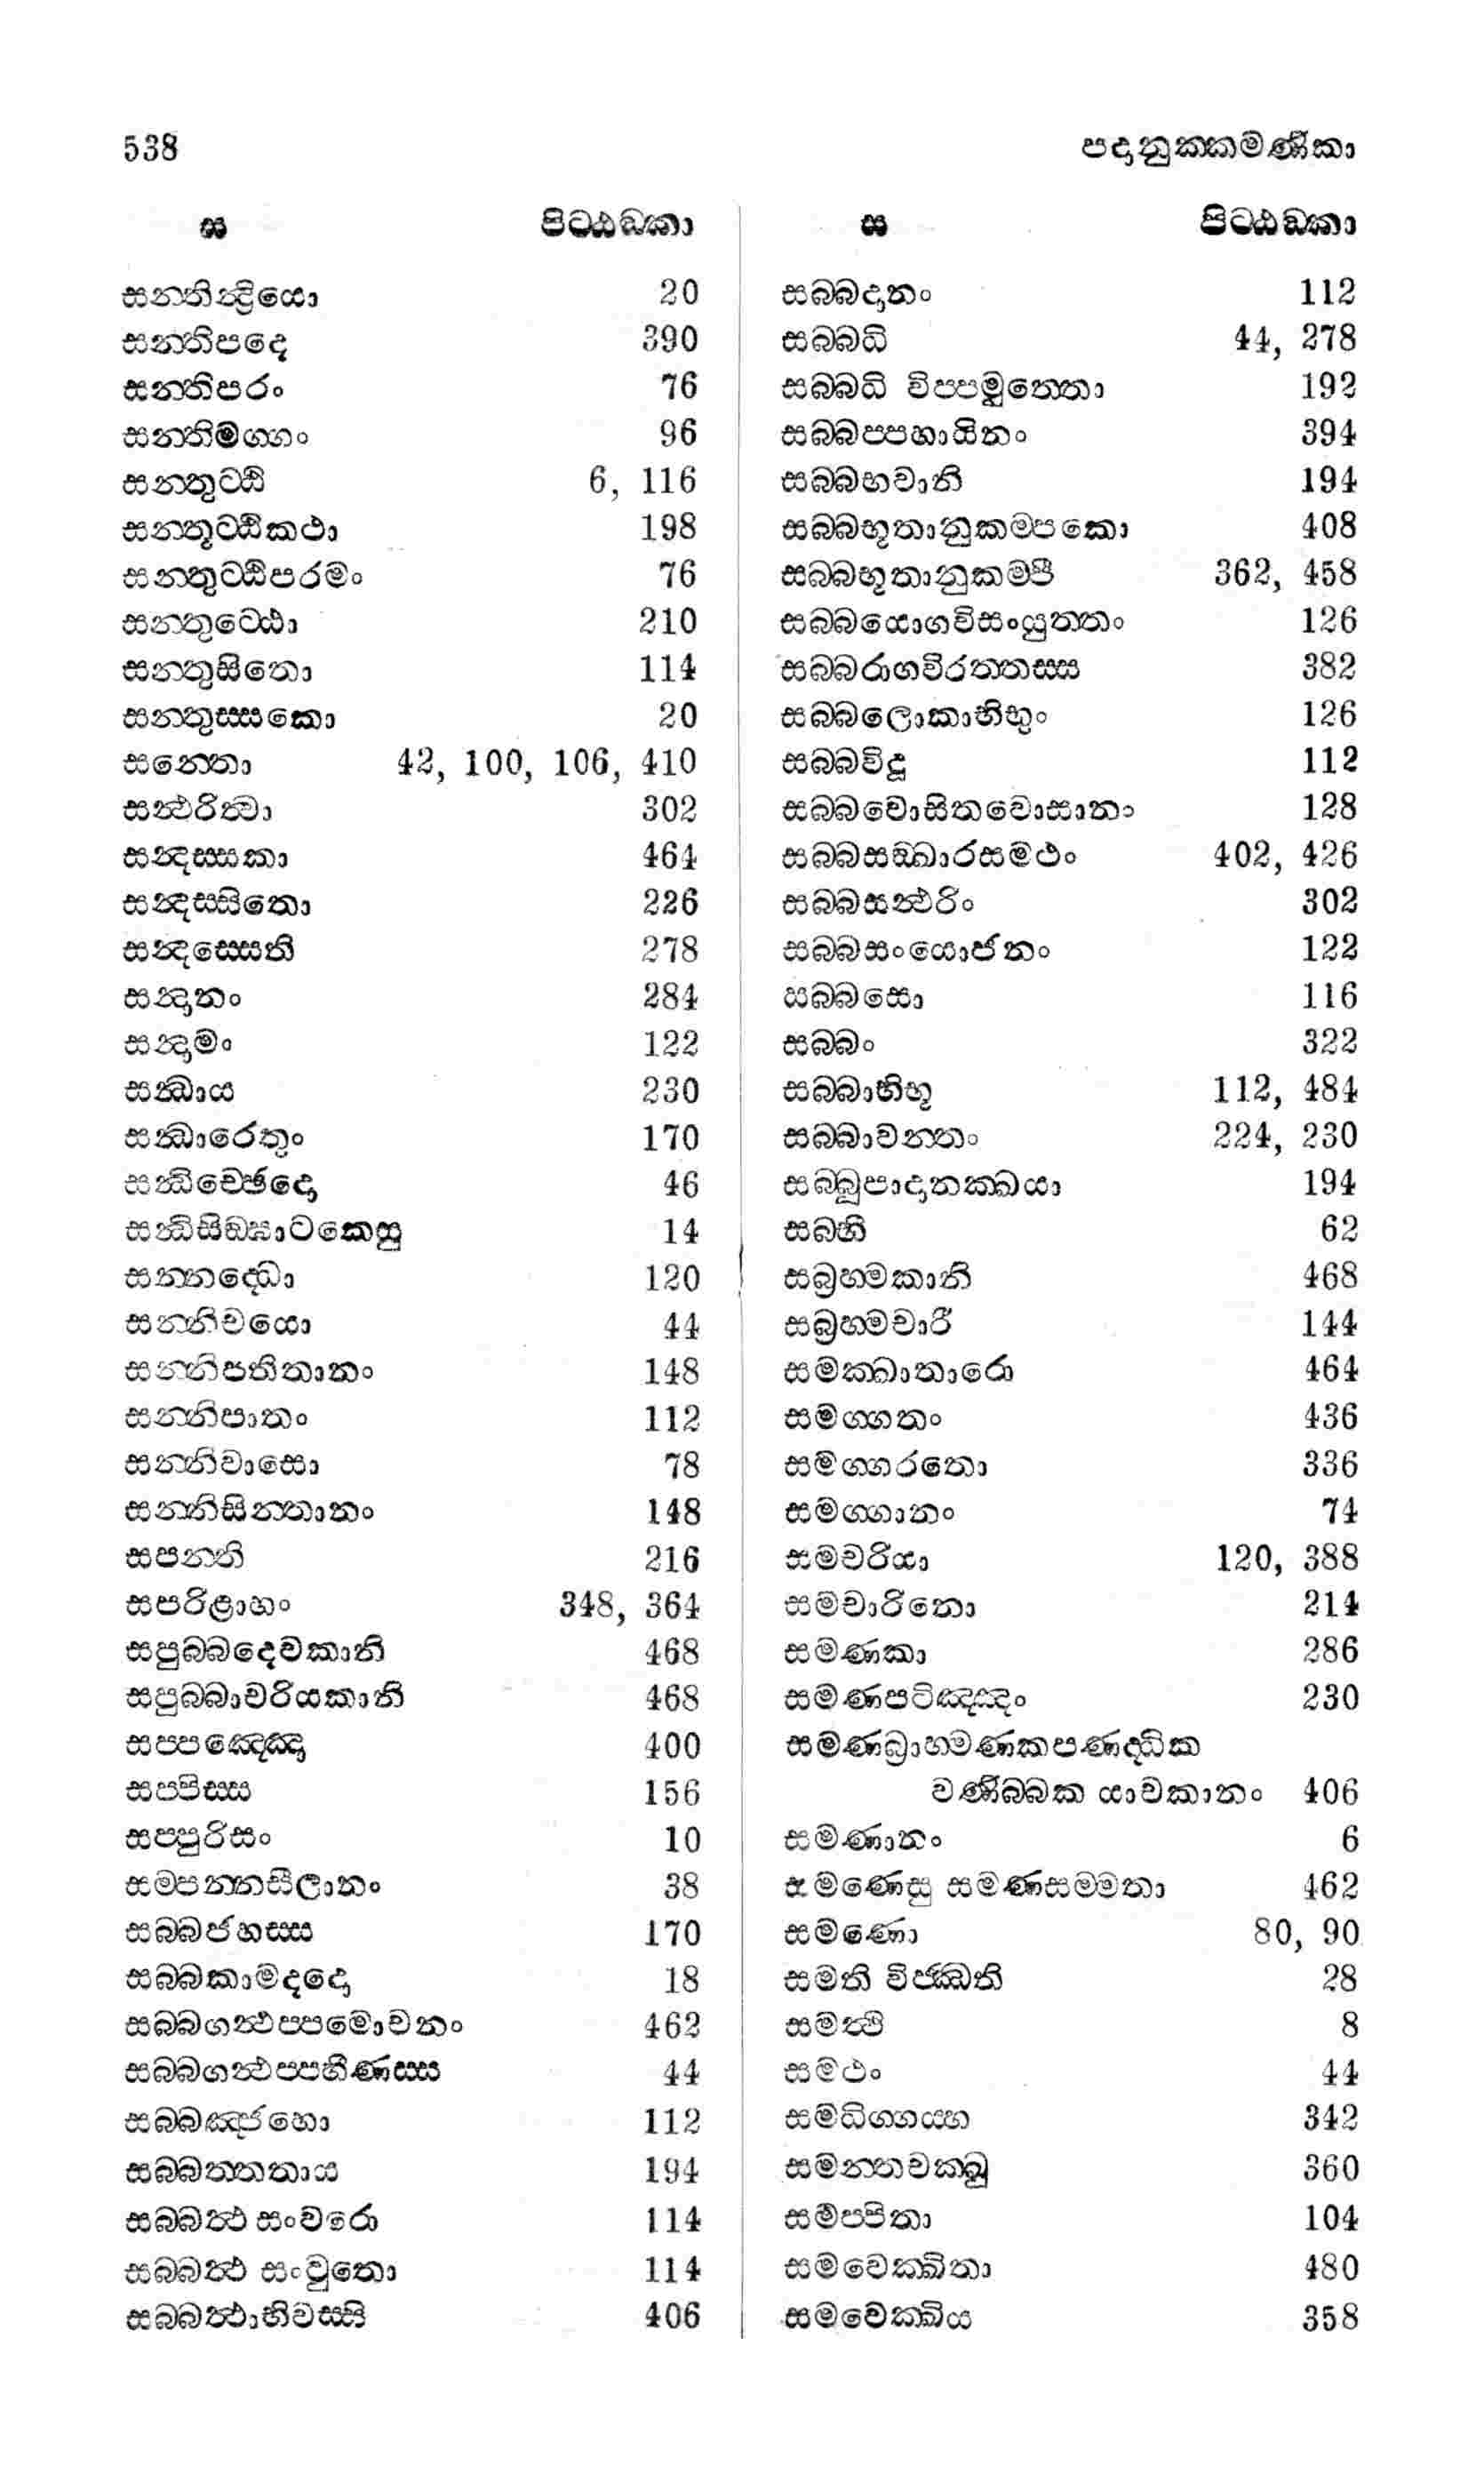 538 පදානුක්කමණිකා
ස පිට්ඨඞ්කා
සන්තින්ද්‍රියො 20
සන්තිපදෙ 390
සන්තිපරං 76
සන්තිමග්ගං 96
සන්තුට්ඨි 6, 116
සන්තුට්ඨිකථා 198
සන්තුට්ඨිපරමං 76
සන්තුට්ඨො 210
සන්තුසිතො 114
සන්තුස්සකො 20
සන්තො 42, 100, 106, 410
සන්ථරිත්වා 302
සන්දස්සකා 464
සන්දස්සිතො 226
සන්දස්සෙති 278
සන්දානං 284
සන්දාමං 122
සන්ධාය 230
සන්ධාරෙතුං 170
සන්ධිච්ඡෙදො 46
සන්ධිසිඞ්ඝාටකෙසු 14
සන්නද්ධො 120
සන්නිචයො 44
සන්නිපතිතානං 148
සන්නිපාතං 112
සන්නිවාසො 78
සන්නිසින්නානං 148
සපන්ති 216
සපරිළාහං 348, 364
සපුබ්බදෙවකානි 468
සපුබ්බාචරියකානි 468
සප්පඤ්ඤො 400
සප්පිස්ස 156
සප්පුරිසං 10
සම්පන්නසීලානං 38
සබ්බජහස්ස 170
සබ්බකාමදදො 18
සබ්බගන්ථප්පමොචනං 462
සබ්බගන්ථප්පහීණස්ස 44
සබ්බඤ්ජහො 112
සබ්බත්තතාය 194
සබ්බත්ථ සංවරො 114
සබ්බත්ථ සංවුතො 114
සබ්බත්ථාභිවස්සි 406
ස පිට්ඨඞ්කා
සබ්බදානං 112
සබ්බධි 44, 278
සබ්බධි විප්පමුත්තො 192
සබ්බප්පහායිනං 394
සබ්බභවානි 194
සබ්බභූතානුකම්පකො 408
සබ්බභූතානුකම්පී 362, 458
සබ්බයොගවිසංයුත්තං 126
සබ්බරාගවිරත්තස්ස 382
සබ්බලොකාභිභුං 126
සබ්බවිදූ 112
සබ්බවොසිතවොසානං 128
සබ්බසඞ්ඛාරසමථං 402, 426
සබ්බසන්ථරිං 302
සබ්බසංයොජනං 122
සබ්බසො 116
සබ්බං 322
සබ්බාභිභූ 112, 484
සබ්බාවන්තං 224, 230
සබ්බූපාදානක්ඛයා 194
සබ්භි 62
සබ්‍රහ්මකානි 468
සබ්‍රහ්මචාරී 144
සමක්ඛාතාරො 464
සමග්ගතං 436
සමග්ගරතො 336
සමග්ගානං 74
සමචරියා 120, 388
සමචාරිනො 214
සමණකා 286
සමණපටිඤ්ඤං 230
සමණබ්‍රාහ්මණකපණද්ධික
වණිබ්බක යාචකානං 406
සමණානං 6
සමණෙසු සමණසම්මතා 462
සමණො 80, 90
සමති විජ්ඣති 28
සමත්ථි 8
සමථං 44
සමධිග්ගය්හ 342
සමන්තචක්ඛු 360
සමප්පිතා 104
සමවෙක්ඛිතා 480
සමවෙක්ඛිය 358